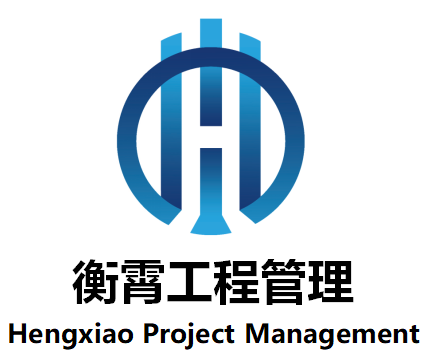 衡霄工程管理
Hengxiao Project Management